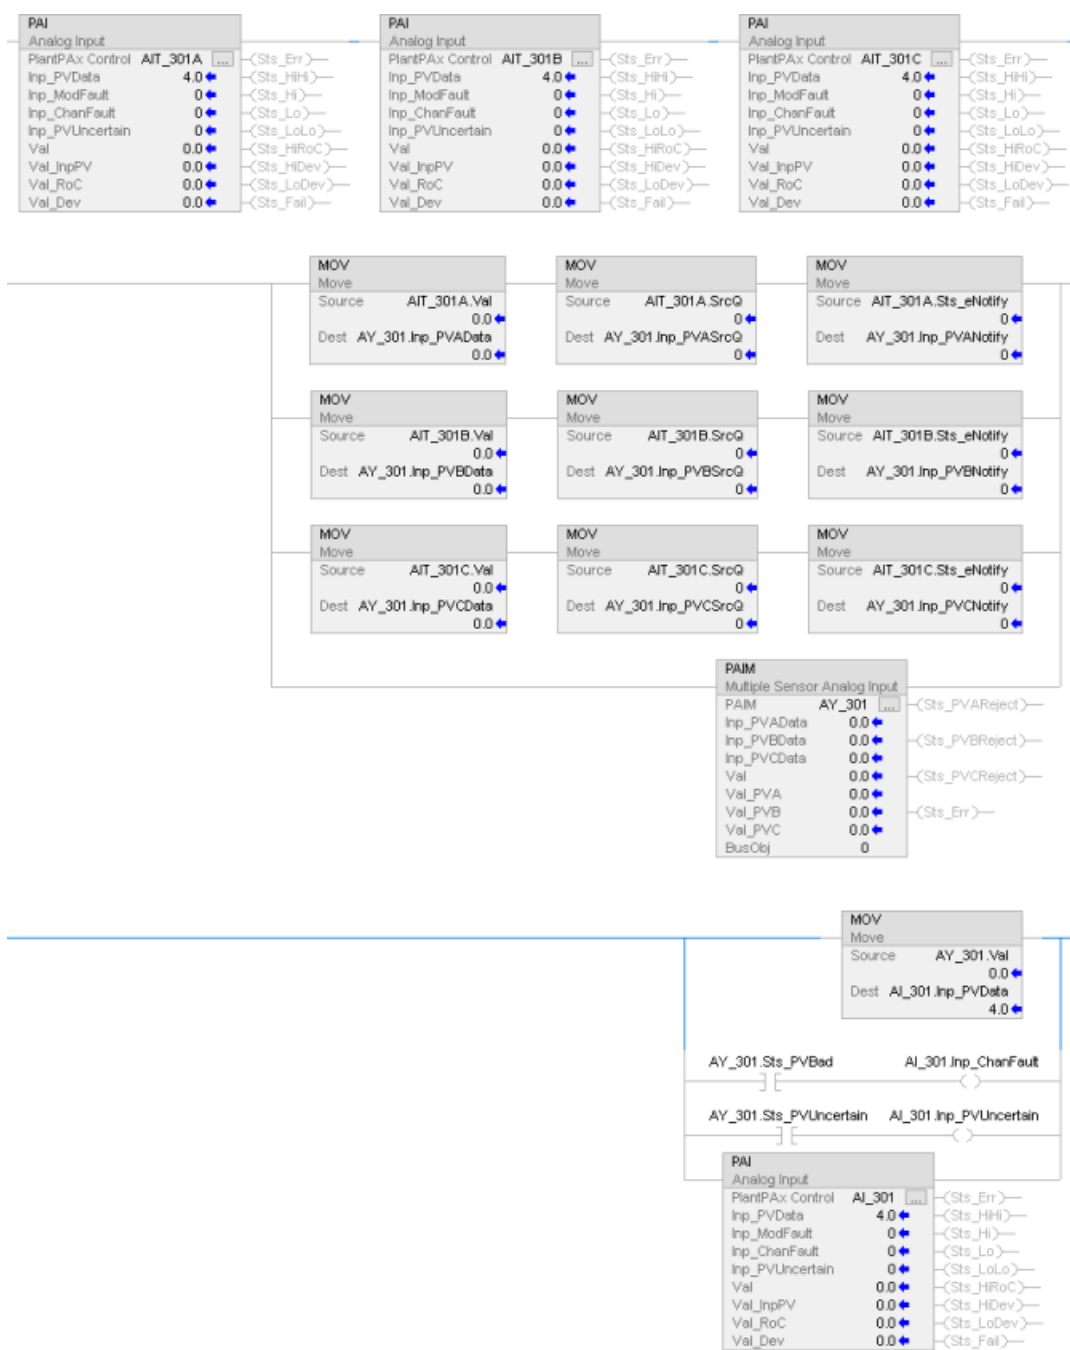 PAI
Analog Input
PlantPAx Control AIT_301A ... (Sts_Err)
Inp_PVData 4.0 (Sts_HiHi)
Inp_ModFault 0 (Sts_Hi)
Inp_ChanFault 0 (Sts_Lo)
Inp_PVUncertain 0 (Sts_LoLo)
Val 0.0 (Sts_HiRoC)
Val_InpPV 0.0 (Sts_HiDev)
Val_RoC 0.0 (Sts_LoDev)
Val_Dev 0.0 (Sts_Fail)
PAI
Analog Input
PlantPAx Control AIT_301B ... (Sts_Err)
Inp_PVData 4.0 (Sts_HiHi)
Inp_ModFault 0 (Sts_Hi)
Inp_ChanFault 0 (Sts_Lo)
Inp_PVUncertain 0 (Sts_LoLo)
Val 0.0 (Sts_HiRoC)
Val_InpPV 0.0 (Sts_HiDev)
Val_RoC 0.0 (Sts_LoDev)
Val_Dev 0.0 (Sts_Fail)
PAI
Analog Input
PlantPAx Control AIT_301C ... (Sts_Err)
Inp_PVData 4.0 (Sts_HiHi)
Inp_ModFault 0 (Sts_Hi)
Inp_ChanFault 0 (Sts_Lo)
Inp_PVUncertain 0 (Sts_LoLo)
Val 0.0 (Sts_HiRoC)
Val_InpPV 0.0 (Sts_HiDev)
Val_RoC 0.0 (Sts_LoDev)
Val_Dev 0.0 (Sts_Fail)
MOV
Move
Source AIT_301A.Val
0.0
Dest AY_301.Inp_PVAData
0.0
MOV
Move
Source AIT_301A.SrcQ
0
Dest AY_301.Inp_PVASrcQ
0
MOV
Move
Source AIT_301A.Sts_eNotify
0
Dest AY_301.Inp_PVANotify
0
MOV
Move
Source AIT_301B.Val
0.0
Dest AY_301.Inp_PVBData
0.0
MOV
Move
Source AIT_301B.SrcQ
0
Dest AY_301.Inp_PVBSrcQ
0
MOV
Move
Source AIT_301B.Sts_eNotify
0
Dest AY_301.Inp_PVBNotify
0
MOV
Move
Source AIT_301C.Val
0.0
Dest AY_301.Inp_PVCData
0.0
MOV
Move
Source AIT_301C.SrcQ
0
Dest AY_301.Inp_PVCSrcQ
0
MOV
Move
Source AIT_301C.Sts_eNotify
0
Dest AY_301.Inp_PVCNotify
0
PAIM
Multiple Sensor Analog Input
PAIM AY_301 ... (Sts_PVAReject)
Inp_PVAData 0.0
Inp_PVBData 0.0 (Sts_PVBReject)
Inp_PVCData 0.0
Val 0.0 (Sts_PVCReject)
Val_PVA 0.0
Val_PVB 0.0 (Sts_Err)
Val_PVC 0.0
BusObj 0
MOV
Move
Source AY_301.Val
0.0
Dest AI_301.Inp_PVData
4.0
AY_301.Sts_PVBad AI_301.Inp_ChanFault
AY_301.Sts_PVUncertain AI_301.Inp_PVUncertain
PAI
Analog Input
PlantPAx Control AI_301 ... (Sts_Err)
Inp_PVData 4.0 (Sts_HiHi)
Inp_ModFault 0 (Sts_Hi)
Inp_ChanFault 0 (Sts_Lo)
Inp_PVUncertain 0 (Sts_LoLo)
Val 0.0 (Sts_HiRoC)
Val_InpPV 0.0 (Sts_HiDev)
Val_RoC 0.0 (Sts_LoDev)
Val_Dev 0.0 (Sts_Fail)